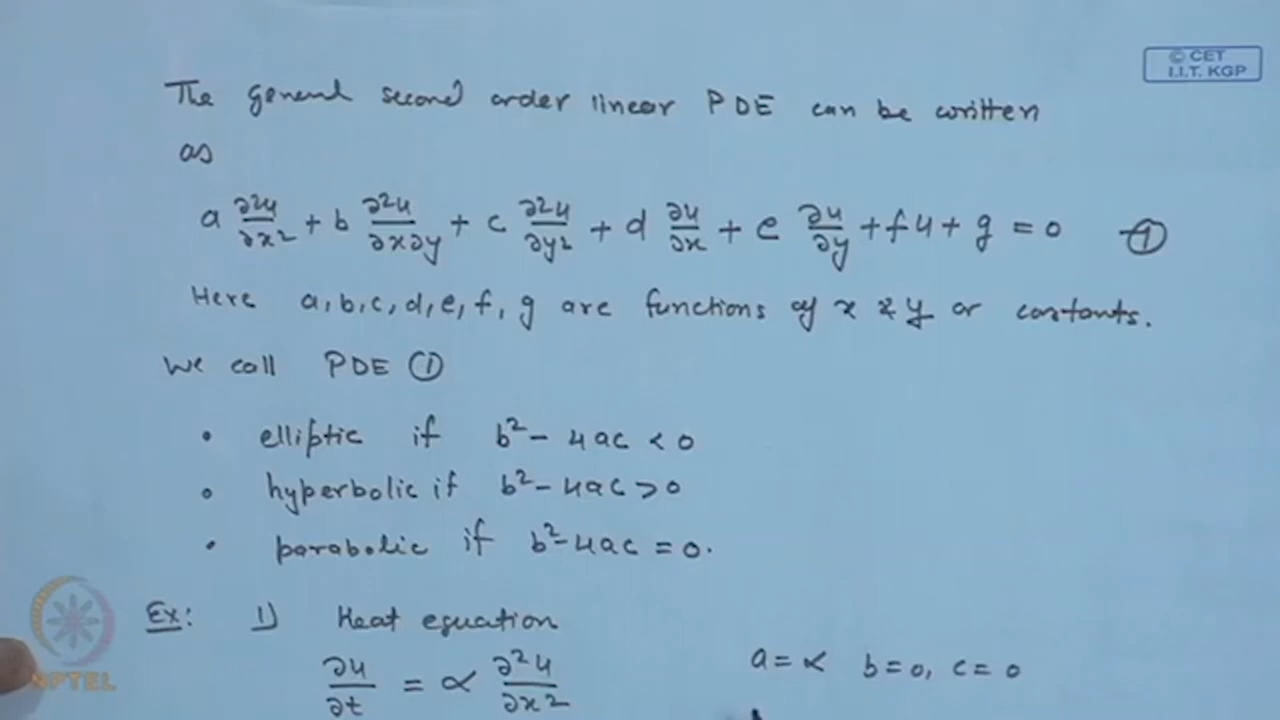 © CET
I.I.T. KGP
The general second order linear PDE can be written
as
a ∂²u/∂x² + b ∂²u/∂x∂y + c ∂²u/∂y² + d ∂u/∂x + e ∂u/∂y + fu + g = 0 ①
Here a, b, c, d, e, f, g are functions of x & y or constants.
We call PDE ①
• elliptic if b² - 4ac < 0
• hyperbolic if b² - 4ac > 0
• parabolic if b² - 4ac = 0.
Ex: 1) Heat equation
∂u/∂t = α ∂²u/∂x² a = α b = 0, c = 0
NPTEL